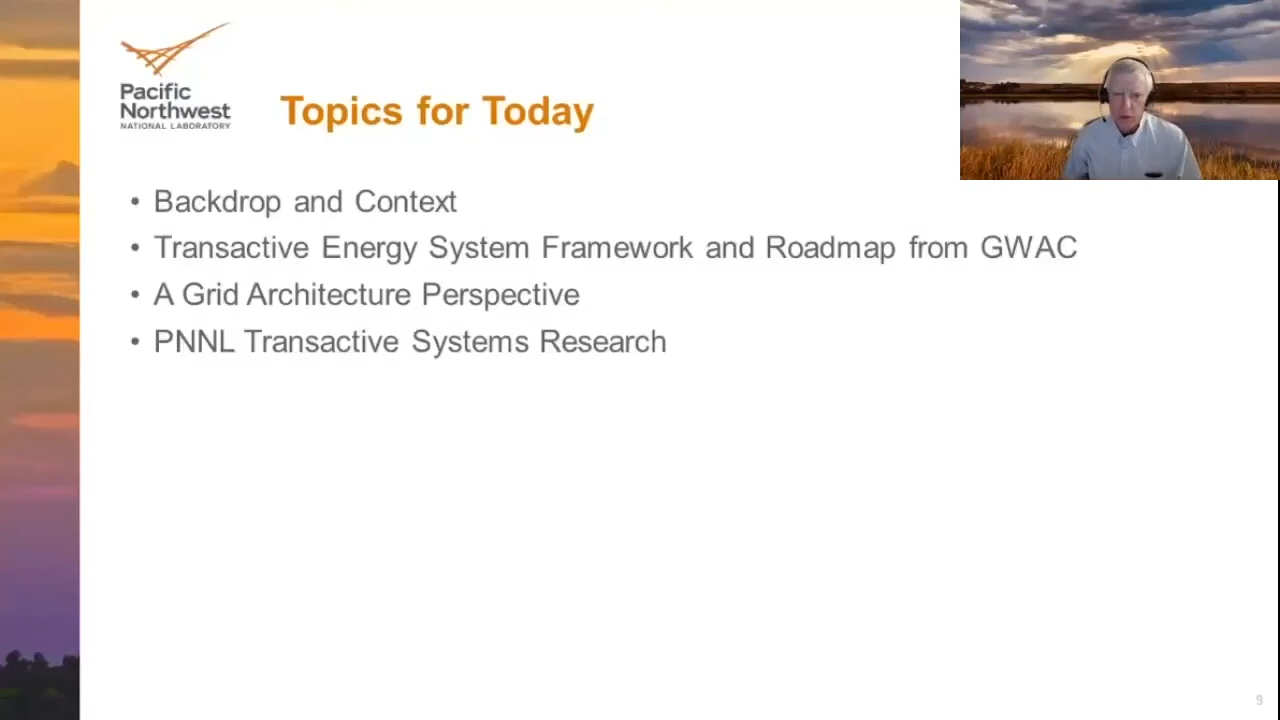 Pacific
Northwest
NATIONAL LABORATORY
Topics for Today
• Backdrop and Context
• Transactive Energy System Framework and Roadmap from GWAC
• A Grid Architecture Perspective
• PNNL Transactive Systems Research
9